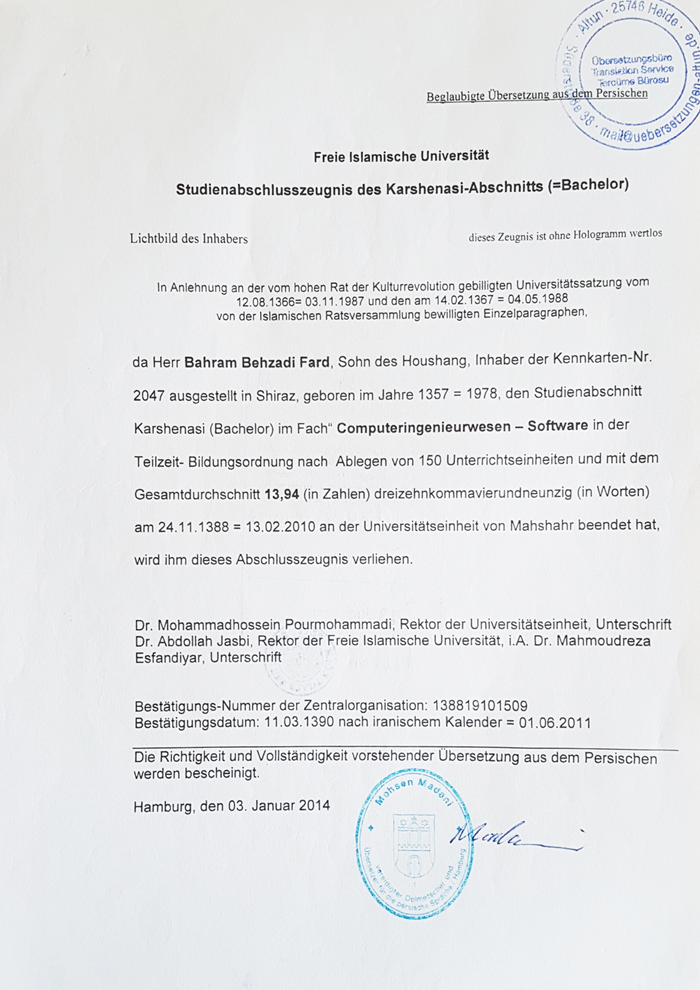 Altun · 25746 Heide ·
Übersetzungsbüro
Translation Service
Tercüme Bürosu
38 · mail@uebersetzungen-
Beglaubigte Übersetzung aus dem Persischen
Freie Islamische Universität
Studienabschlusszeugnis des Karshenasi-Abschnitts (=Bachelor)
Lichtbild des Inhabers
dieses Zeugnis ist ohne Hologramm wertlos
In Anlehnung an der vom hohen Rat der Kulturrevolution gebilligten Universitätssatzung vom
12.08.1366= 03.11.1987 und den am 14.02.1367 = 04.05.1988
von der Islamischen Ratsversammlung bewilligten Einzelparagraphen,
da Herr Bahram Behzadi Fard, Sohn des Houshang, Inhaber der Kennkarten-Nr.
2047 ausgestellt in Shiraz, geboren im Jahre 1357 = 1978, den Studienabschnitt
Karshenasi (Bachelor) im Fach“ Computeringenieurwesen – Software in der
Teilzeit- Bildungsordnung nach Ablegen von 150 Unterrichtseinheiten und mit dem
Gesamtdurchschnitt 13,94 (in Zahlen) dreizehnkommavierundneunzig (in Worten)
am 24.11.1388 = 13.02.2010 an der Universitätseinheit von Mahshahr beendet hat,
wird ihm dieses Abschlusszeugnis verliehen.
Dr. Mohammadhossein Pourmohammadi, Rektor der Universitätseinheit, Unterschrift
Dr. Abdollah Jasbi, Rektor der Freie Islamische Universität, i.A. Dr. Mahmoudreza
Esfandiyar, Unterschrift
Bestätigungs-Nummer der Zentralorganisation: 138819101509
Bestätigungsdatum: 11.03.1390 nach iranischem Kalender = 01.06.2011
Die Richtigkeit und Vollständigkeit vorstehender Übersetzung aus dem Persischen
werden bescheinigt.
Hamburg, den 03. Januar 2014
Mohsen Madani
vereidigter Dolmetscher und
Übersetzer für die persische Sprache · Hamburg